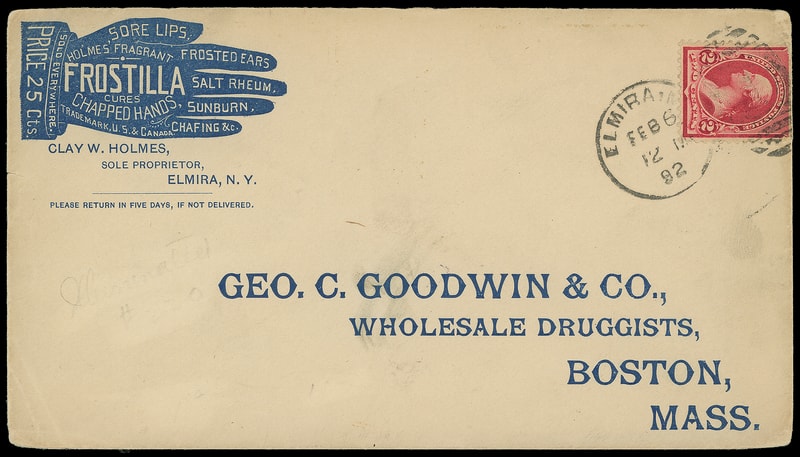 SORE LIPS,
HOLMES' FRAGRANT
FROSTED EARS
FROSTILLA
SALT RHEUM,
CURES
CHAPPED HANDS,
SUNBURN,
TRADEMARK, U.S. & CANADA.
CHAFING &c.
SOLD EVERYWHERE.
PRICE 25 Cts.
CLAY W. HOLMES,
SOLE PROPRIETOR,
ELMIRA, N. Y.
PLEASE RETURN IN FIVE DAYS, IF NOT DELIVERED.
ELMIRA
FEB 6
12 M
92
2 2
GEO. C. GOODWIN & CO.,
WHOLESALE DRUGGISTS,
BOSTON,
MASS.